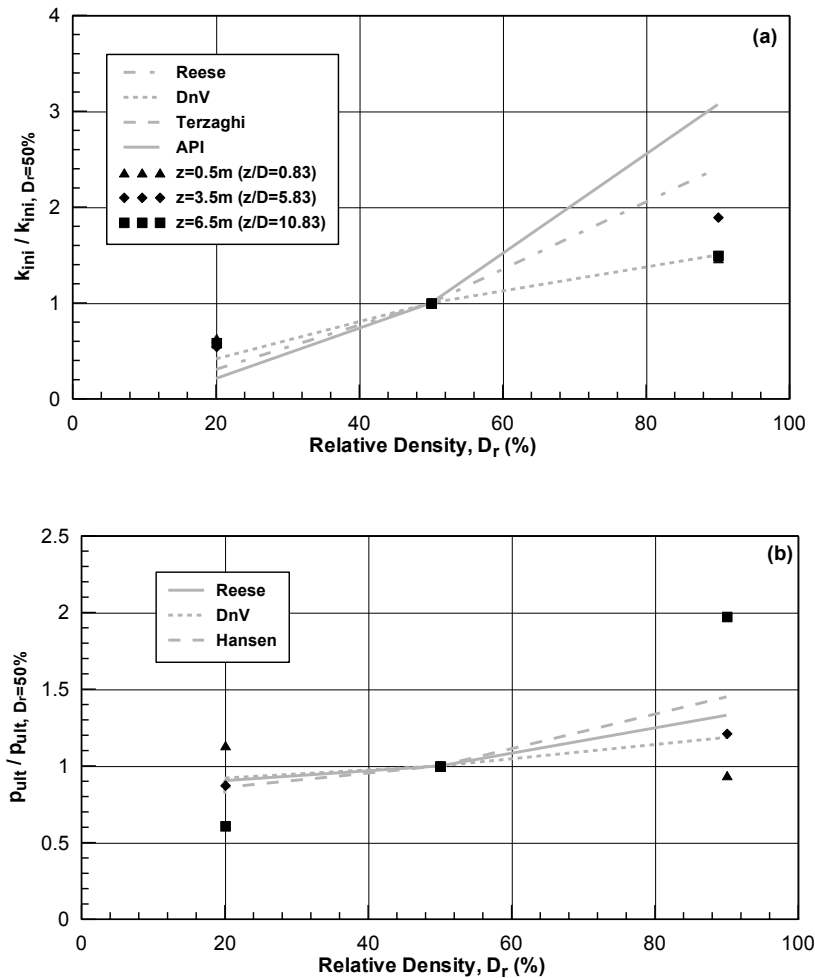 (a)
4
3
2
1
0
k_ini / k_ini, Dr=50%
Reese
DnV
Terzaghi
API
z=0.5m (z/D=0.83)
z=3.5m (z/D=5.83)
z=6.5m (z/D=10.83)
0 20 40 60 80 100
Relative Density, D_r (%)
(b)
2.5
2
1.5
1
0.5
0
p_ult / p_ult, Dr=50%
Reese
DnV
Hansen
0 20 40 60 80 100
Relative Density, D_r (%)